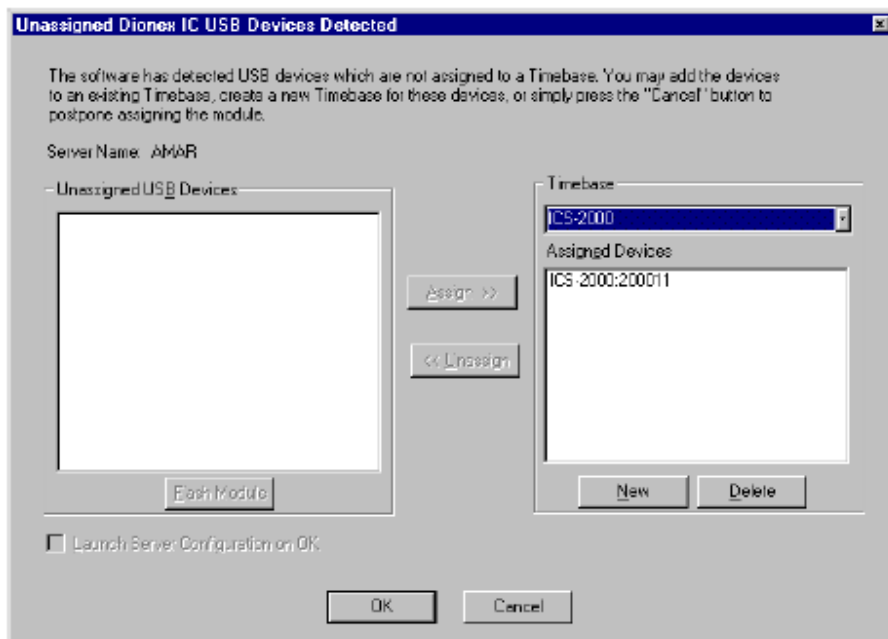 Unassigned Dionex IC USB Devices Detected
The software has detected USB devices which are not assigned to a Timebase. You may add the devices
to an existing Timebase, create a new Timebase for these devices, or simply press the "Cancel" button to
postpone assigning the module.
Server Name: AMAR
Unassigned USB Devices
Flash Module
Launch Server Configuration on OK
Assign >>
<< Unassign
Timebase
ICS-2000
Assigned Devices
ICS-2000:200011
New
Delete
OK
Cancel